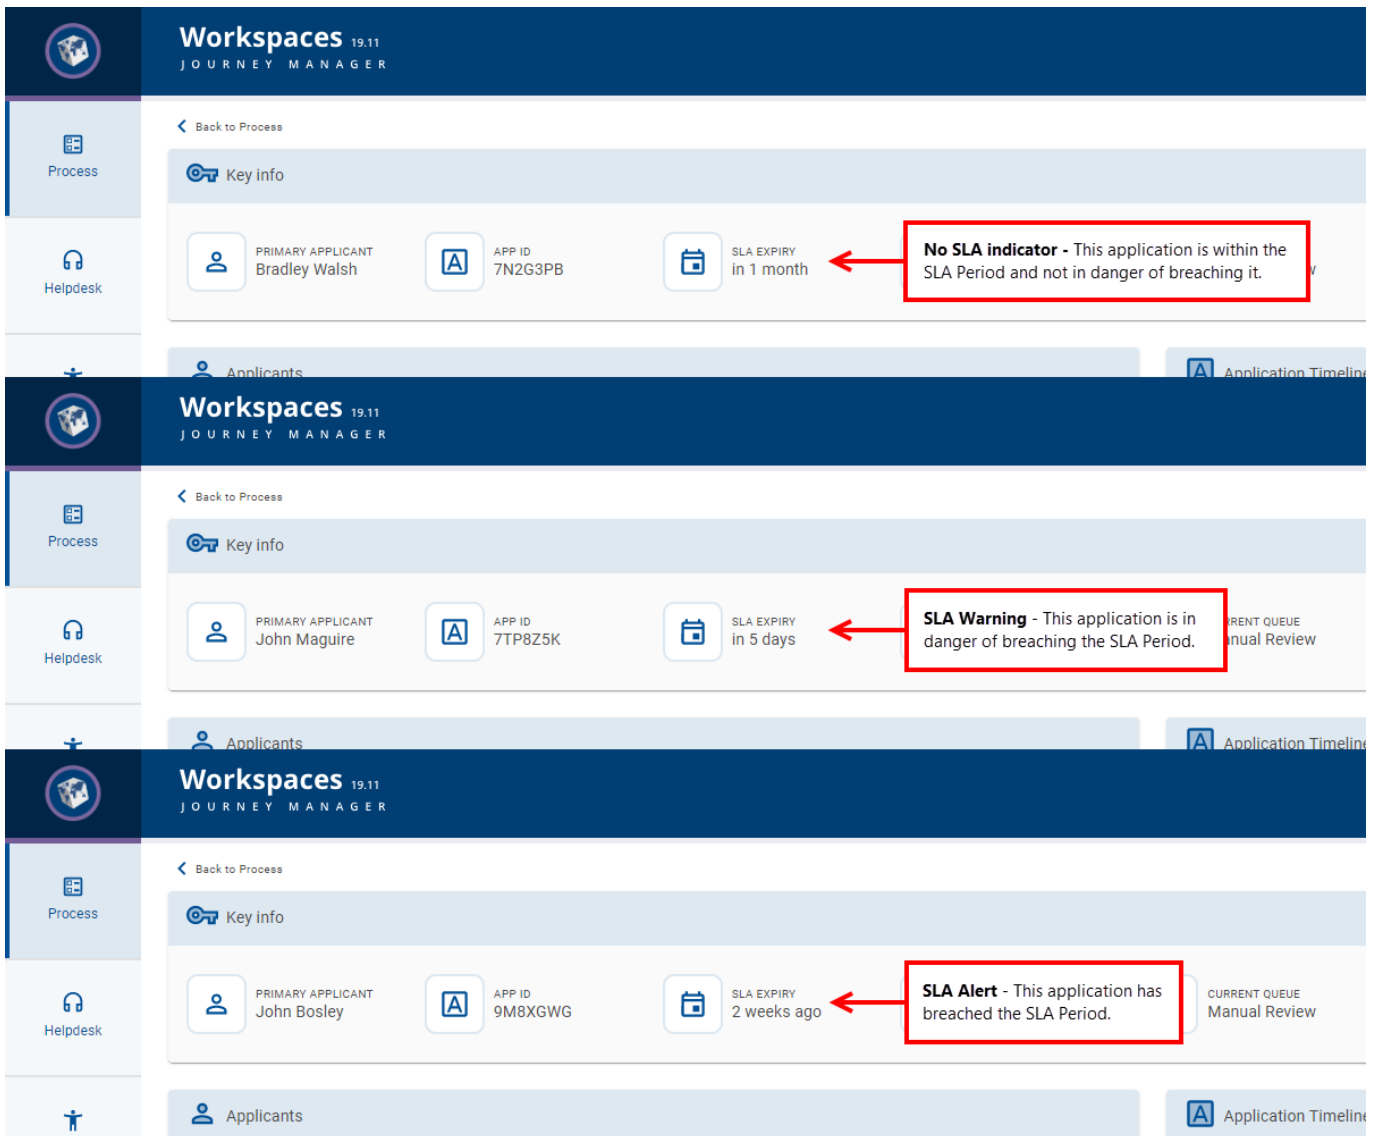 Workspaces 19.11
JOURNEY MANAGER
Back to Process
Process
Key info
PRIMARY APPLICANT
Bradley Walsh
APP ID
7N2G3PB
SLA EXPIRY
in 1 month
No SLA indicator - This application is within the
SLA Period and not in danger of breaching it.
Helpdesk
Applicants
Application Timeline
Workspaces 19.11
JOURNEY MANAGER
Back to Process
Process
Key info
PRIMARY APPLICANT
John Maguire
APP ID
7TP8Z5K
SLA EXPIRY
in 5 days
SLA Warning - This application is in
danger of breaching the SLA Period.
RENT QUEUE
nual Review
Helpdesk
Applicants
Application Timeline
Workspaces 19.11
JOURNEY MANAGER
Back to Process
Process
Key info
PRIMARY APPLICANT
John Bosley
APP ID
9M8XGWG
SLA EXPIRY
2 weeks ago
SLA Alert - This application has
breached the SLA Period.
CURRENT QUEUE
Manual Review
Helpdesk
Applicants
Application Timeline